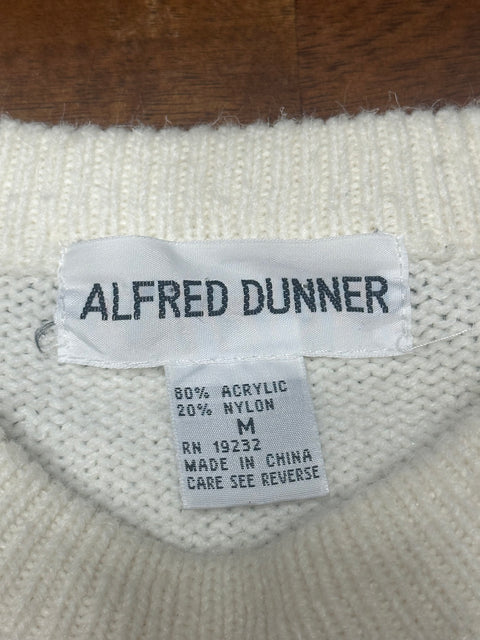 ALFRED DUNNER
80% ACRYLIC
20% NYLON
M
RN 19232
MADE IN CHINA
CARE SEE REVERSE